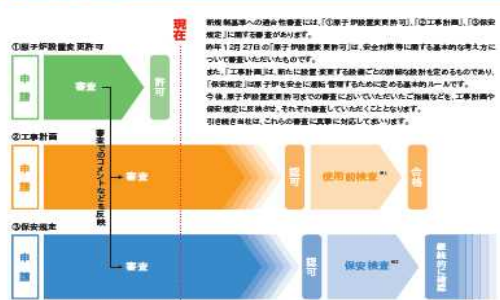 現在
新規制基準への適合性審査には、「①原子炉設置変更許可」、「②工事計画」、「③保安
規定」に関する審査があります。
昨年12月27日の「原子炉設置変更許可」は、安全対策等に関する基本的な考え方に
ついて審査いただいたものです。
また、「工事計画」は、新たに設置・変更する設備ごとの詳細な設計を定めるものであり、
「保安規定」は原子炉を安全に運転・管理するために定める基本的ルールです。
今後、原子炉設置変更許可までの審査においていただいたご指摘などを、工事計画や
保安規定に反映させ、それぞれ審査していただくこととなります。
引き続き当社は、これらの審査に真摯に対応してまいります。
①原子炉設置変更許可
申請
審査
許可
審査でのコメントなどを反映
②工事計画
申請
審査
認可
使用前検査※1
合格
③保安規定
申請
審査
認可
保安検査※2
継続的に確認